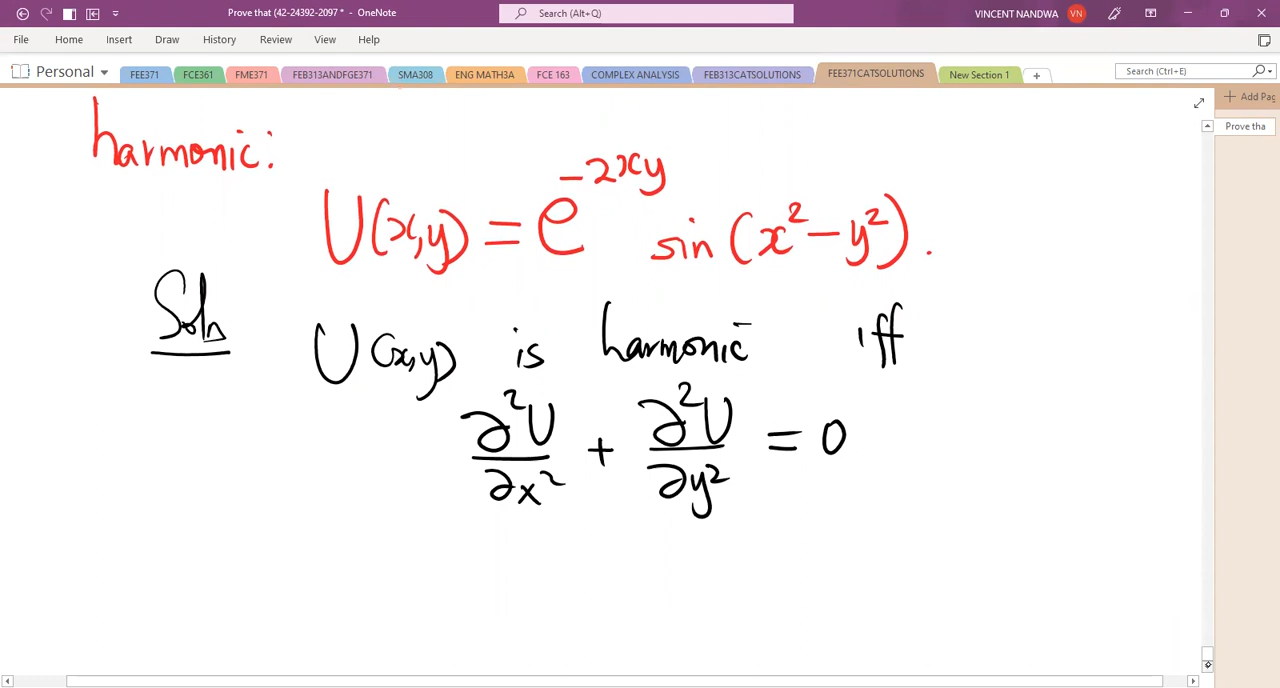 Prove that (42-24392-2097 * - OneNote
Search (Alt+Q)
VINCENT NANDWA VN
File Home Insert Draw History Review View Help
Personal FEE371 FCE361 FME371 FEB313ANDFGE371 SMA308 ENG MATH3A FCE 163 COMPLEX ANALYSIS FEB313CATSOLUTIONS FEE371CATSOLUTIONS New Section 1 Search (Ctrl+E)
Add Pag
Prove tha
harmonic:
U(x,y) = e^{-2xy} sin(x² - y²).
Soln U(x,y) is harmonic iff
∂²U/∂x² + ∂²U/∂y² = 0